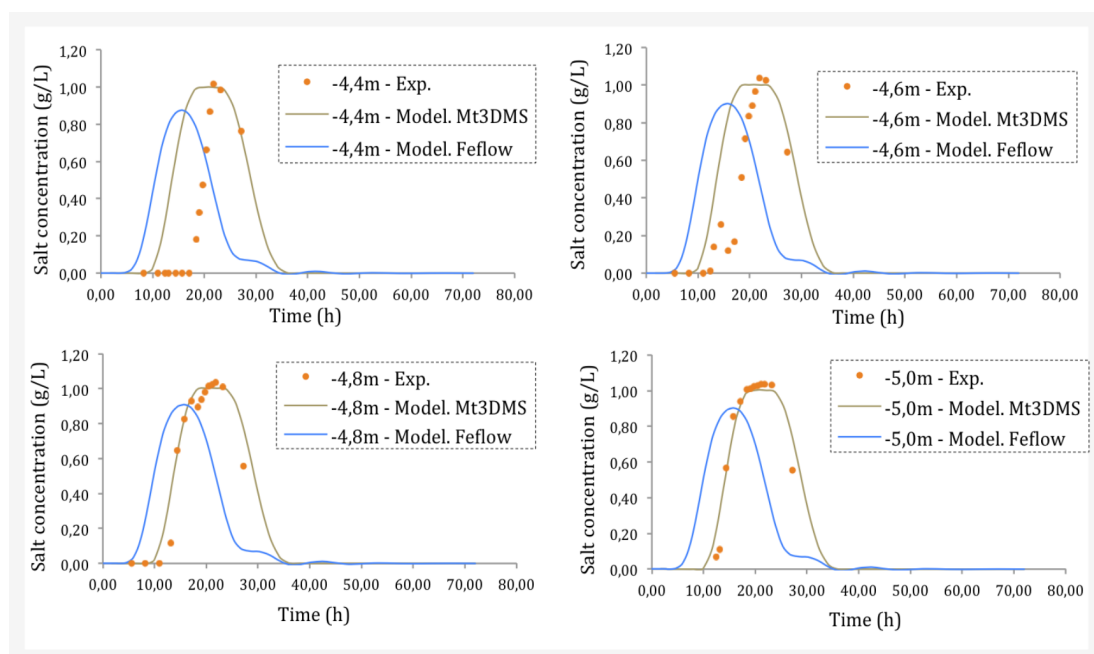 1,20
1,00
0,80
0,60
0,40
0,20
0,00
Salt concentration (g/L)
-4,4m - Exp.
-4,4m - Model. Mt3DMS
-4,4m - Model. Feflow
0,00 10,00 20,00 30,00 40,00 50,00 60,00 70,00 80,00
Time (h)
1,20
1,00
0,80
0,60
0,40
0,20
0,00
Salt concentration (g/L)
-4,6m - Exp.
-4,6m - Model. Mt3DMS
-4,6m - Model. Feflow
0,00 10,00 20,00 30,00 40,00 50,00 60,00 70,00 80,00
Time (h)
1,20
1,00
0,80
0,60
0,40
0,20
0,00
Salt concentration (g/L)
-4,8m - Exp.
-4,8m - Model. Mt3DMS
-4,8m - Model. Feflow
0,00 10,00 20,00 30,00 40,00 50,00 60,00 70,00 80,00
Time (h)
1,20
1,00
0,80
0,60
0,40
0,20
0,00
Salt concentration (g/L)
-5,0m - Exp.
-5,0m - Model. Mt3DMS
-5,0m - Model. Feflow
0,00 10,00 20,00 30,00 40,00 50,00 60,00 70,00 80,00
Time (h)